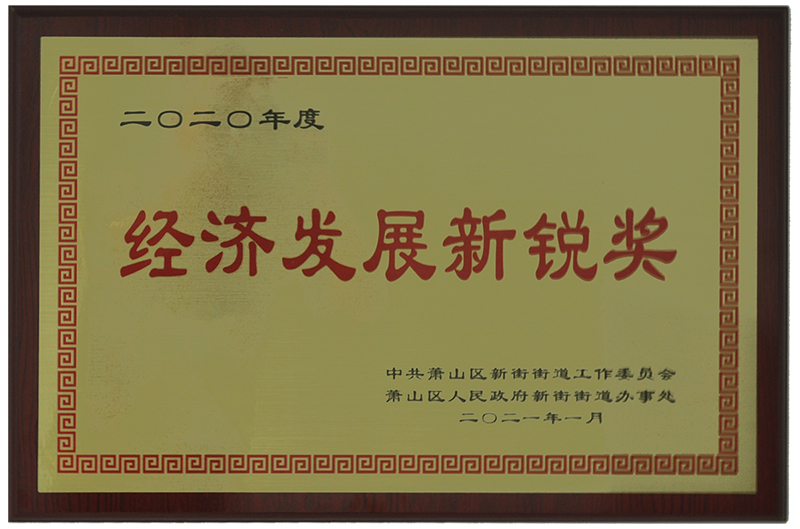 二〇二〇年度
经济发展新锐奖
中共萧山区新街街道工作委员会
萧山区人民政府新街街道办事处
二〇二一年一月